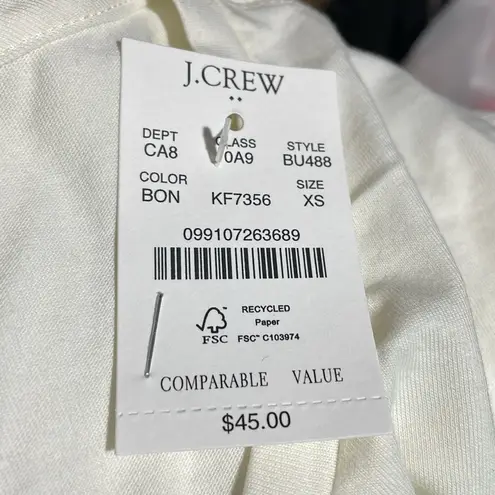 J.CREW
DEPT CLASS STYLE
CA8 0A9 BU488
COLOR SIZE
BON KF7356 XS
099107263689
RECYCLED
Paper
FSC FSC™ C103974
COMPARABLE VALUE
$45.00